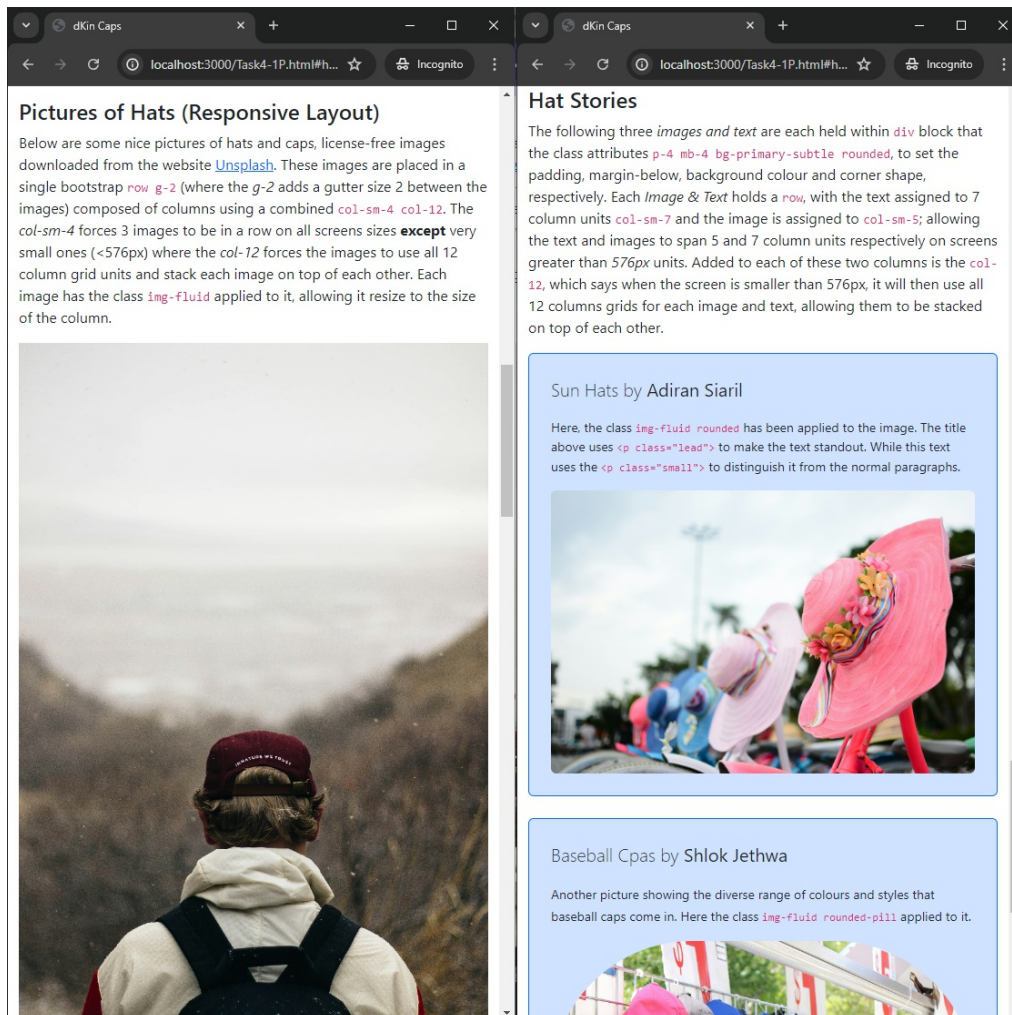 dKin Caps
localhost:3000/Task4-1P.html#h...
Incognito
Pictures of Hats (Responsive Layout)
Below are some nice pictures of hats and caps, license-free images
downloaded from the website Unsplash. These images are placed in a
single bootstrap row g-2 (where the g-2 adds a gutter size 2 between the
images) composed of columns using a combined col-sm-4 col-12. The
col-sm-4 forces 3 images to be in a row on all screens sizes except very
small ones (<576px) where the col-12 forces the images to use all 12
column grid units and stack each image on top of each other. Each
image has the class img-fluid applied to it, allowing it resize to the size
of the column.
INGRATUDE WE TRUST
dKin Caps
localhost:3000/Task4-1P.html#h...
Incognito
Hat Stories
The following three images and text are each held within div block that
the class attributes p-4 mb-4 bg-primary-subtle rounded, to set the
padding, margin-below, background colour and corner shape,
respectively. Each Image & Text holds a row, with the text assigned to 7
column units col-sm-7 and the image is assigned to col-sm-5; allowing
the text and images to span 5 and 7 column units respectively on screens
greater than 576px units. Added to each of these two columns is the col-
12, which says when the screen is smaller than 576px, it will then use all
12 columns grids for each image and text, allowing them to be stacked
on top of each other.
Sun Hats by Adiran Siaril
Here, the class img-fluid rounded has been applied to the image. The title
above uses <p class="lead"> to make the text standout. While this text
uses the <p class="small"> to distinguish it from the normal paragraphs.
Baseball Cpas by Shlok Jethwa
Another picture showing the diverse range of colours and styles that
baseball caps come in. Here the class img-fluid rounded-pill applied to it.